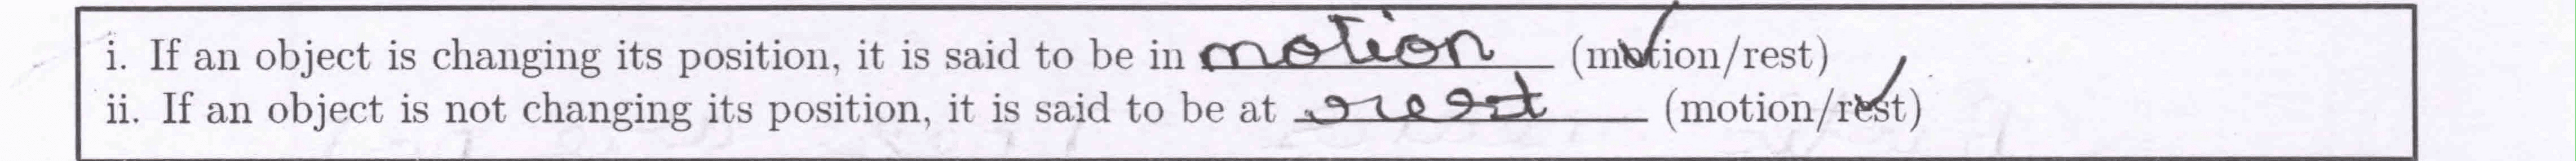 i. If an object is changing its position, it is said to be in motion (motion/rest)
ii. If an object is not changing its position, it is said to be at rest (motion/rest)